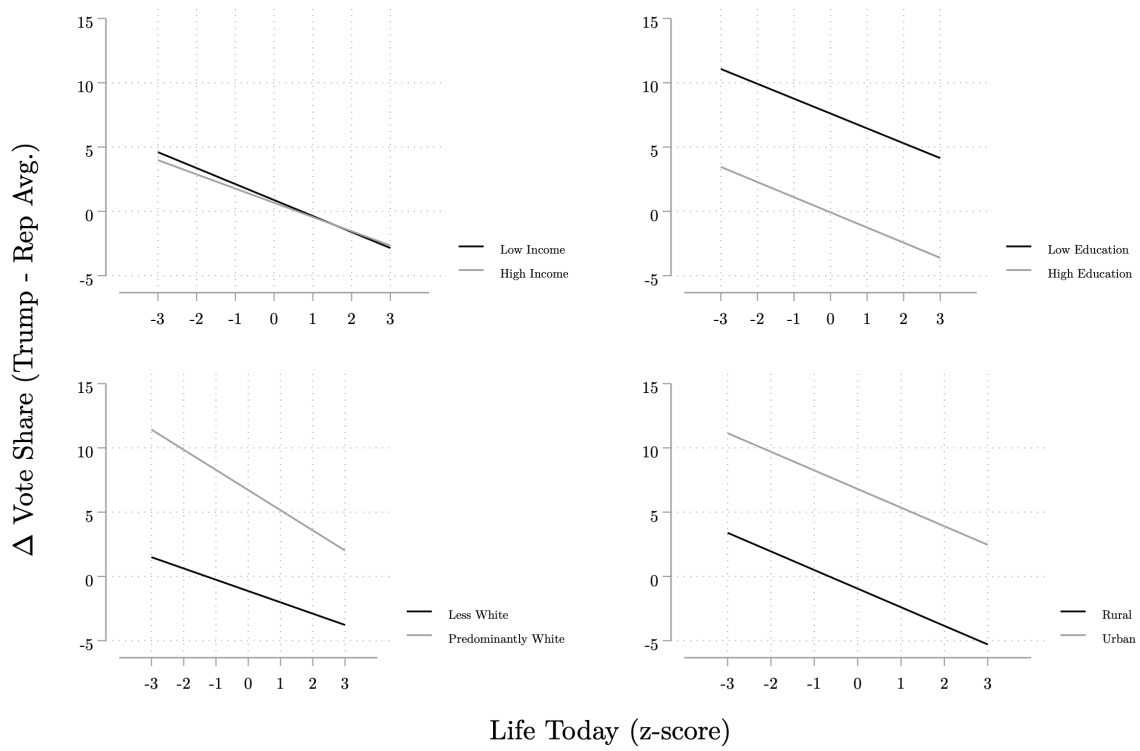 Δ Vote Share (Trump - Rep Avg.)
15
10
5
0
-5
-3 -2 -1 0 1 2 3
Low Income
High Income
15
10
5
0
-5
-3 -2 -1 0 1 2 3
Low Education
High Education
15
10
5
0
-5
-3 -2 -1 0 1 2 3
Less White
Predominantly White
15
10
5
0
-5
-3 -2 -1 0 1 2 3
Rural
Urban
Life Today (z-score)